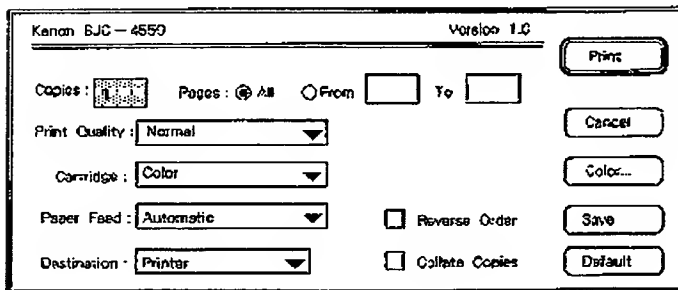 Kanon BJC-4550 Version 1.0
Print
Copies: Pages: All From To
Print Quality: Normal
Cancel
Cartridge: Color
Color...
Paper Feed: Automatic
Reverse Order
Save
Destination: Printer
Collate Copies
Default